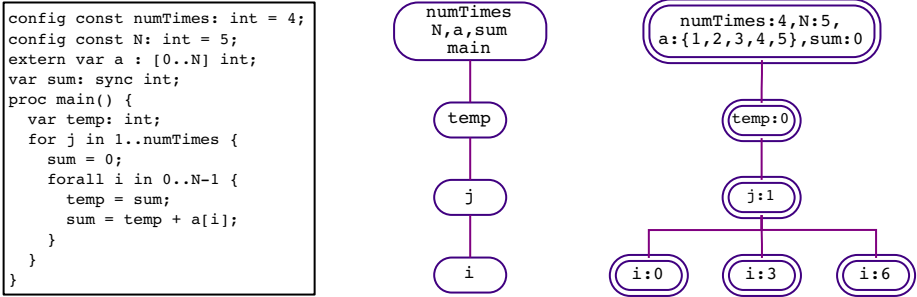 config const numTimes: int = 4;
config const N: int = 5;
extern var a : [0..N] int;
var sum: sync int;
proc main() {
  var temp: int;
  for j in 1..numTimes {
    sum = 0;
    forall i in 0..N-1 {
      temp = sum;
      sum = temp + a[i];
    }
  }
}
numTimes
N,a,sum
main
temp
j
i
numTimes:4,N:5,
a:{1,2,3,4,5},sum:0
temp:0
j:1
i:0
i:3
i:6